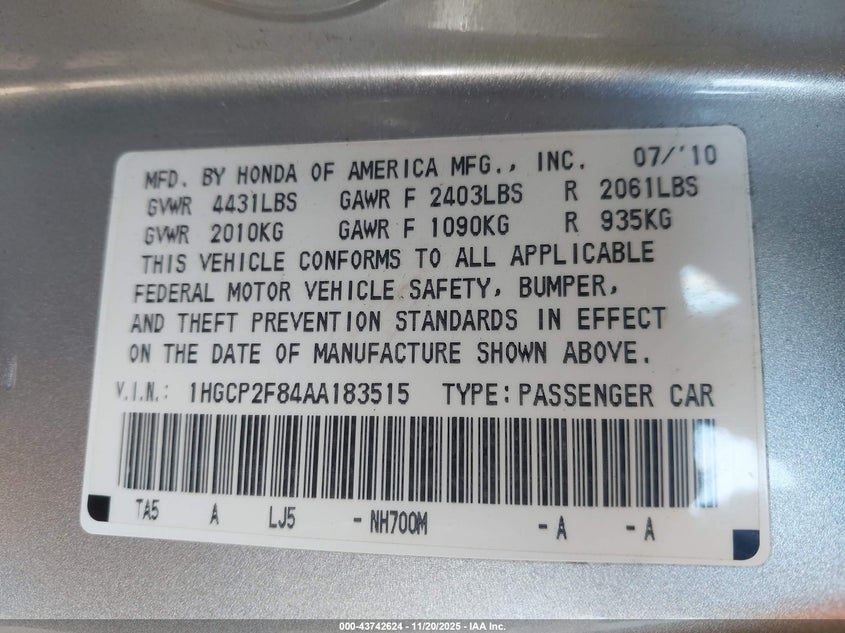 MFD. BY HONDA OF AMERICA MFG., INC. 07/'10
GVWR 4431LBS GAWR F 2403LBS R 2061LBS
GVWR 2010KG GAWR F 1090KG R 935KG
THIS VEHICLE CONFORMS TO ALL APPLICABLE
FEDERAL MOTOR VEHICLE SAFETY, BUMPER,
AND THEFT PREVENTION STANDARDS IN EFFECT
ON THE DATE OF MANUFACTURE SHOWN ABOVE.
V.I.N.: 1HGCP2F84AA183515 TYPE: PASSENGER CAR
TA5 A LJ5 - NH700M - A - A
000-43742624 - 11/20/2025 - IAA Inc.